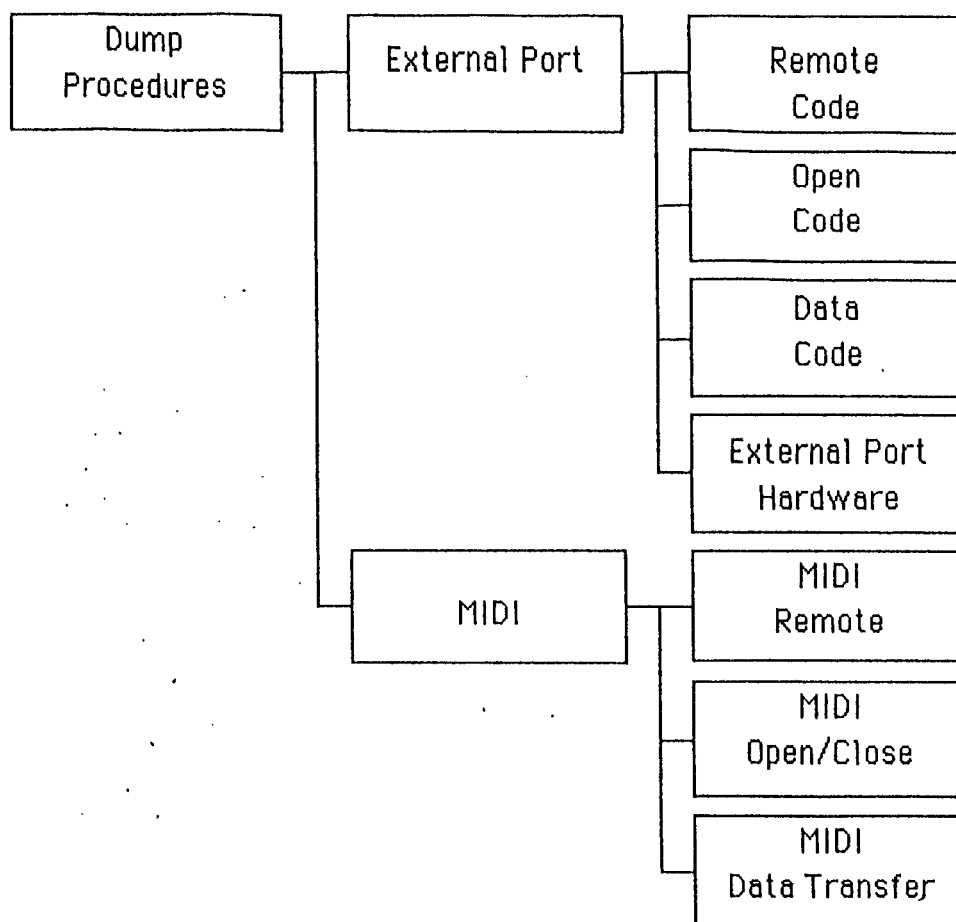 Dump
Procedures
External Port
Remote
Code
Open
Code
Data
Code
External Port
Hardware
MIDI
MIDI
Remote
MIDI
Open/Close
MIDI
Data Transfer